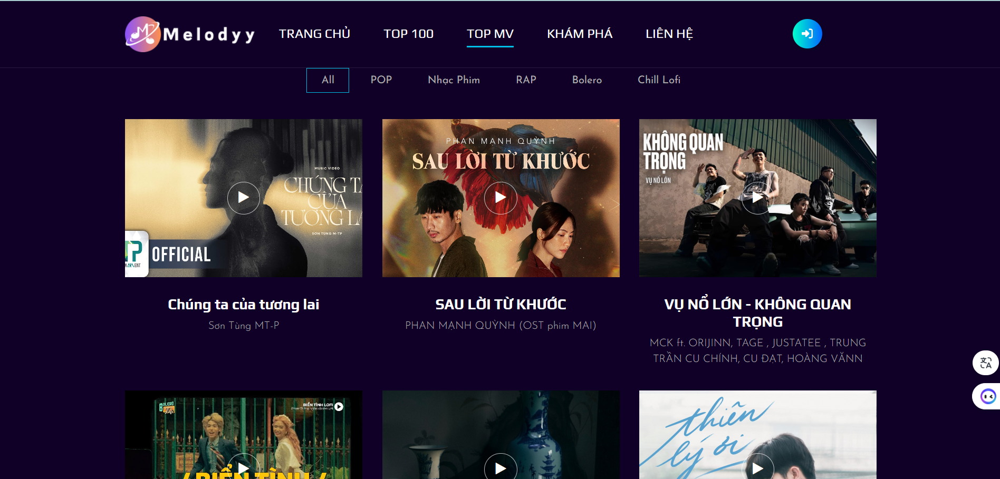 Melodyy
TRANG CHỦ
TOP 100
TOP MV
KHÁM PHÁ
LIÊN HỆ
All
POP
Nhạc Phim
RAP
Bolero
Chill Lofi
MUSIC VIDEO
CHÚNG TA
CỦA
TƯƠNG LA
SƠN TÙNG M-TP
OFFICIAL
PHAN MẠNH QUỲNH
SAU LỜI TỪ KHƯỚC
KHÔNG QUAN
TRỌNG
VỤ NỔ LỚN
Chúng ta của tương lai
Sơn Tùng MT-P
SAU LỜI TỪ KHƯỚC
PHAN MẠNH QUỲNH (OST phim MAI)
VỤ NỔ LỚN - KHÔNG QUAN
TRỌNG
MCK ft. ORIJINN, TAGE , JUSTATEE , TRUNG
TRẦN CU CHÍNH, CU ĐẠT, HOÀNG VĂNN
BOLERO
Lofi
BIỂN TÌNH LOFI
BIỂN TÌNH
thiên
lý ơi